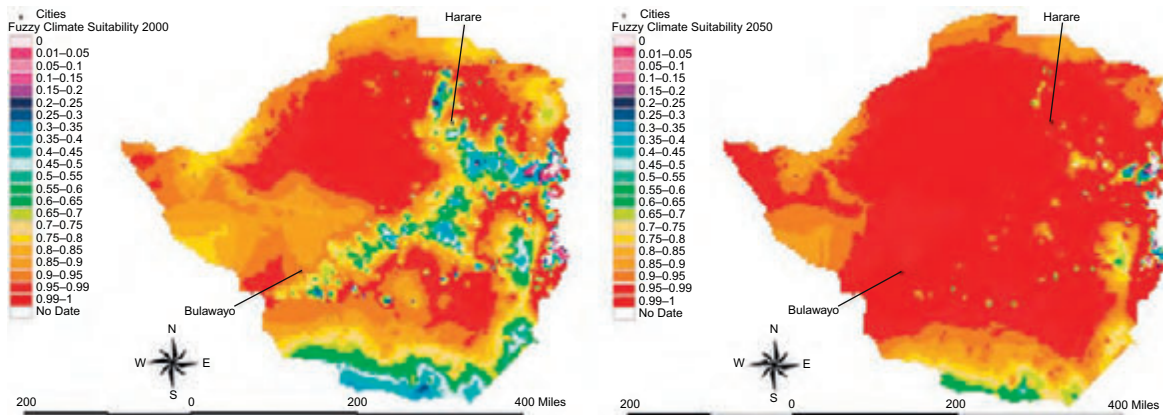 Cities
Fuzzy Climate Suitability 2000
0
0.01–0.05
0.05–0.1
0.1–0.15
0.15–0.2
0.2–0.25
0.25–0.3
0.3–0.35
0.35–0.4
0.4–0.45
0.45–0.5
0.5–0.55
0.55–0.6
0.6–0.65
0.65–0.7
0.7–0.75
0.75–0.8
0.8–0.85
0.85–0.9
0.9–0.95
0.95–0.99
0.99–1
No Date
Harare
Bulawayo
N
W E
S
200 0 200 400 Miles
Cities
Fuzzy Climate Suitability 2050
0
0.01–0.05
0.05–0.1
0.1–0.15
0.15–0.2
0.2–0.25
0.25–0.3
0.3–0.35
0.35–0.4
0.4–0.45
0.45–0.5
0.5–0.55
0.55–0.6
0.6–0.65
0.65–0.7
0.7–0.75
0.75–0.8
0.8–0.85
0.85–0.9
0.9–0.95
0.95–0.99
0.99–1
No Date
Harare
Bulawayo
N
W E
S
200 0 200 400 Miles